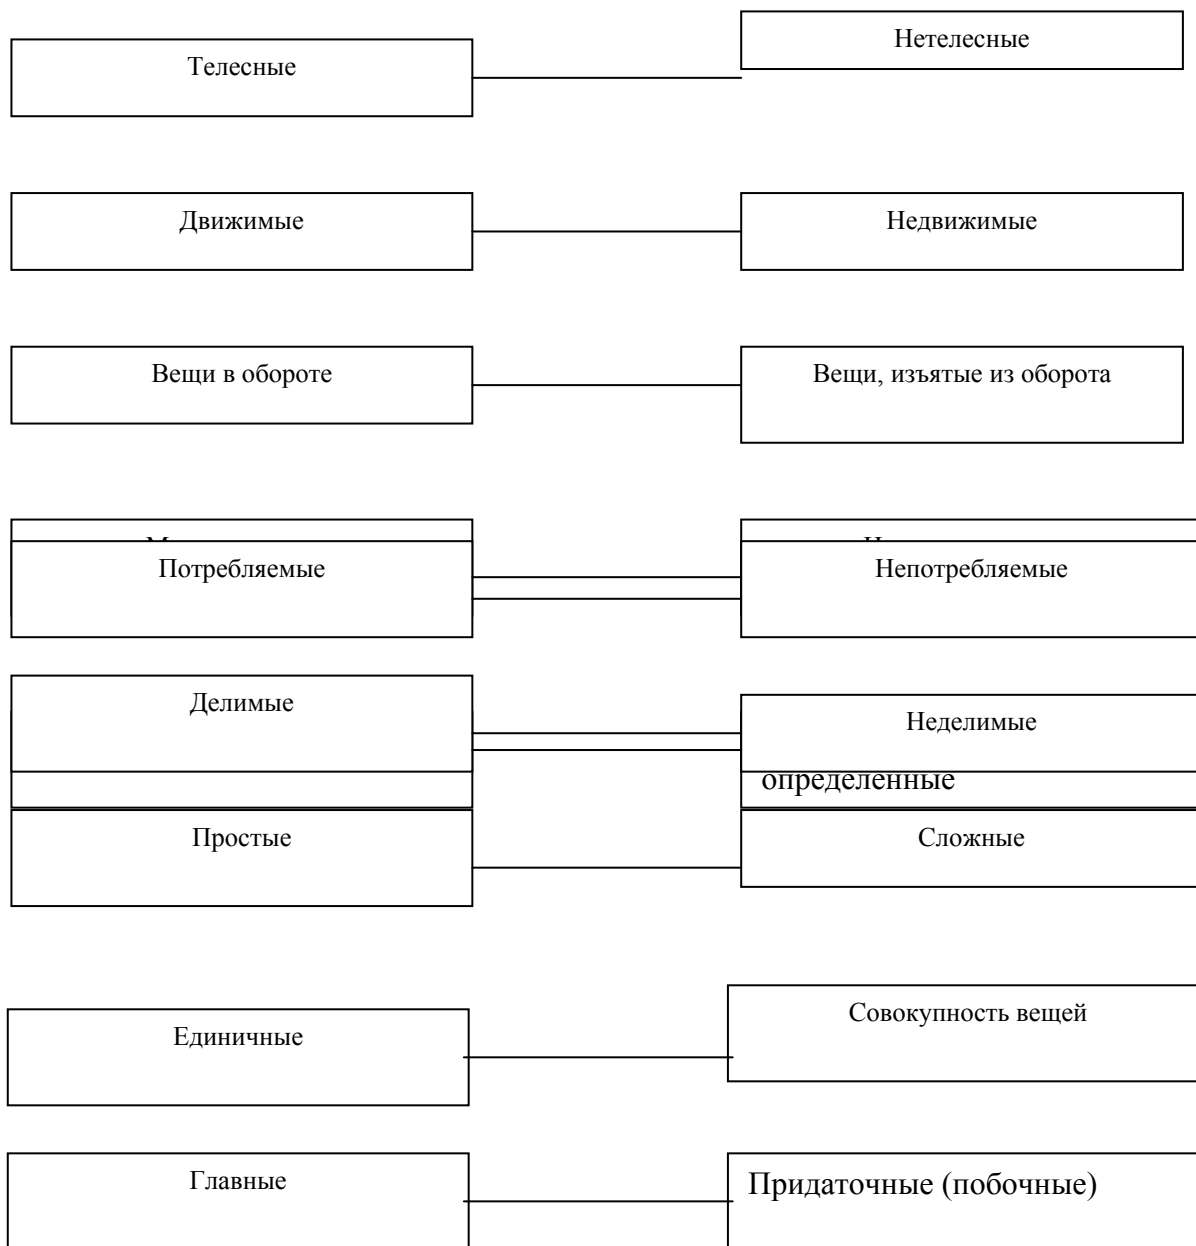 Телесные
Нетелесные
Движимые
Недвижимые
Вещи в обороте
Вещи, изъятые из оборота
Потребляемые
Непотребляемые
Делимые
Неделимые
определенные
Простые
Сложные
Единичные
Совокупность вещей
Главные
Придаточные (побочные)